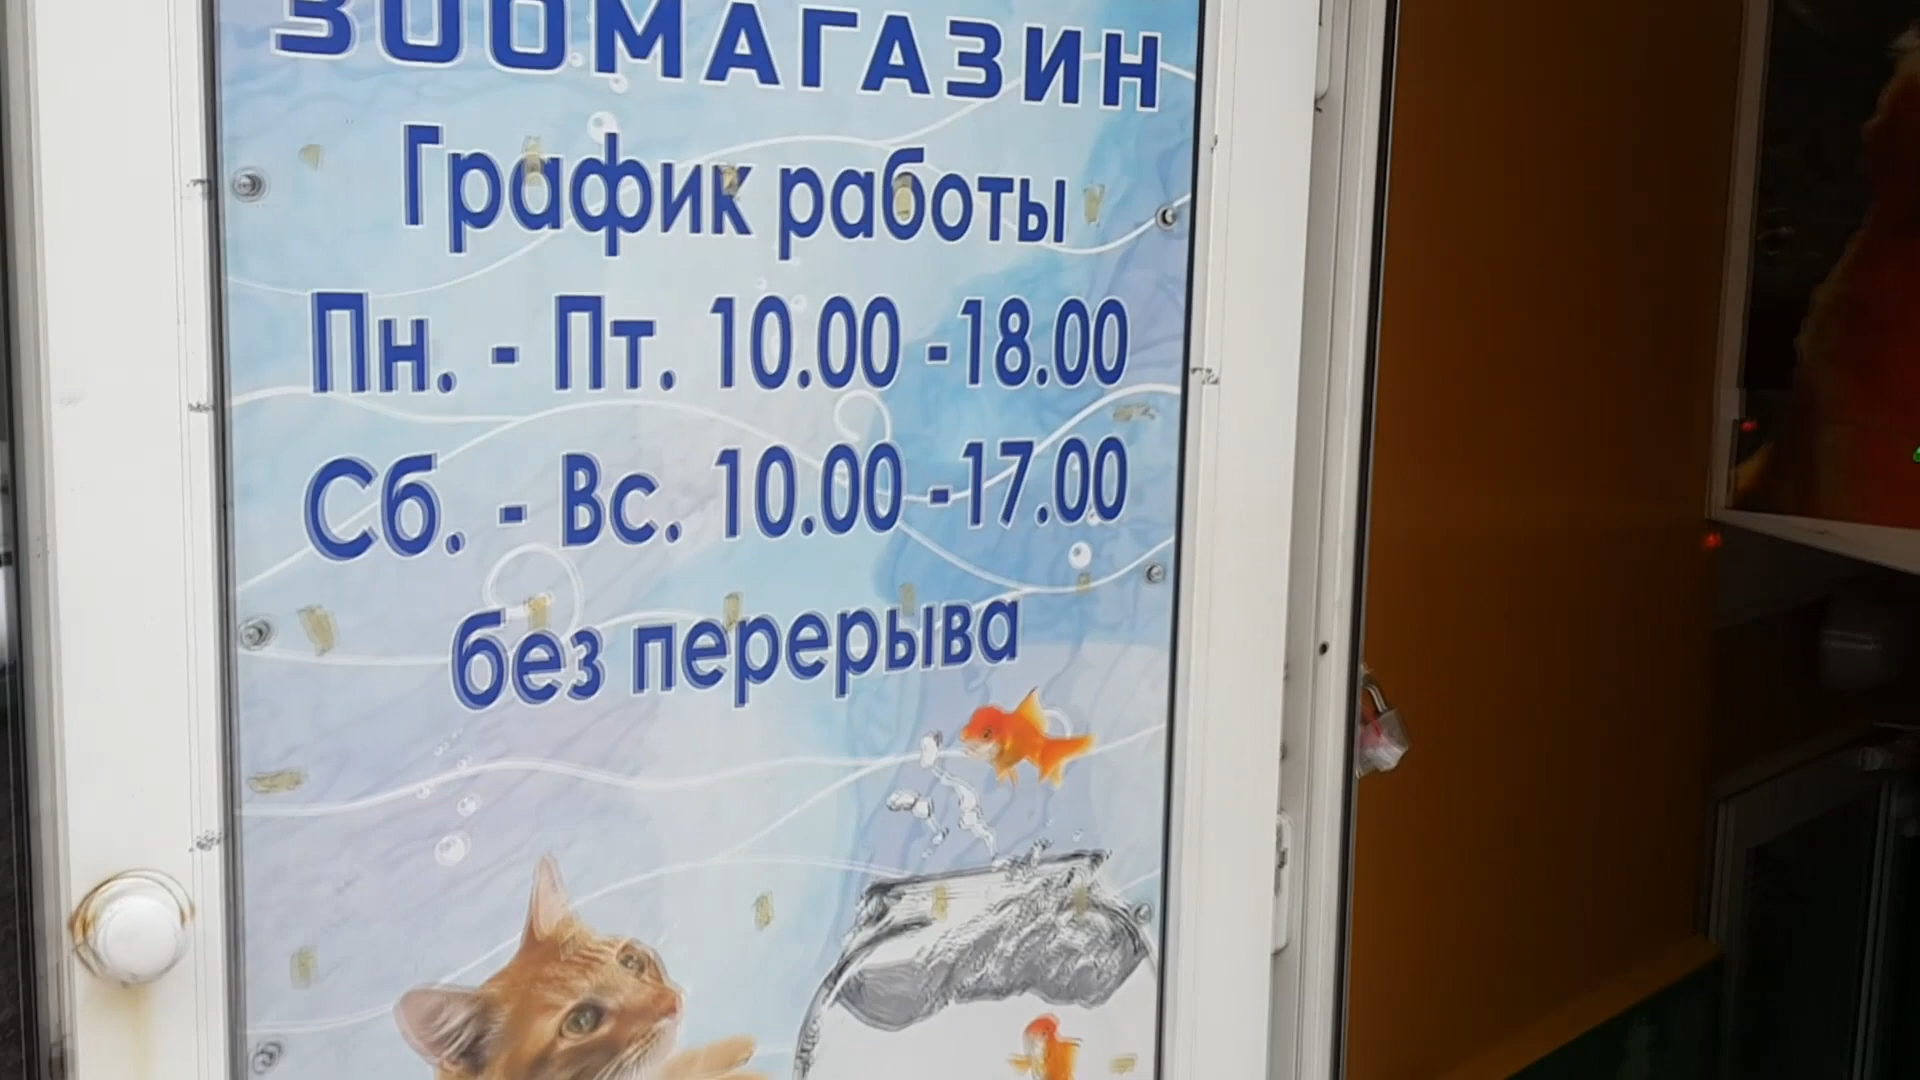 ЗООМАГАЗИН
График работы
Пн. - Пт. 10.00 -18.00
Сб. - Вс. 10.00 -17.00
без перерыва